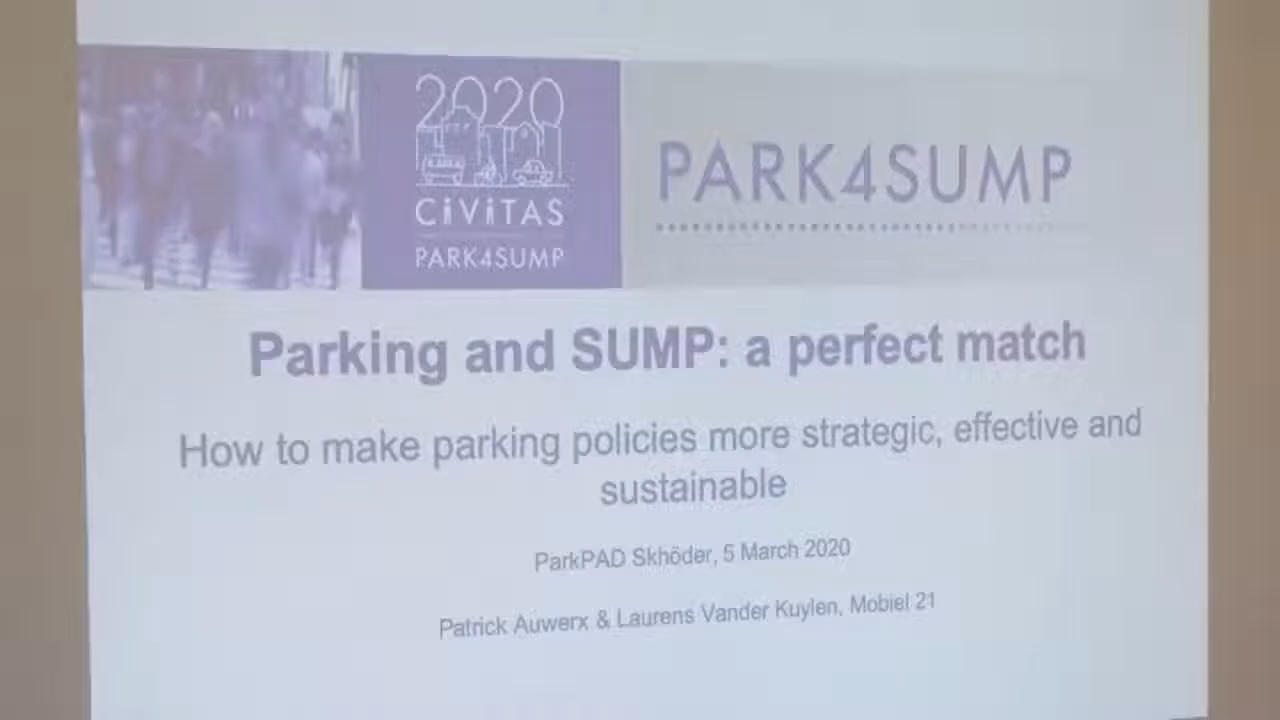 2020
CiViTAS
PARK4SUMP
PARK4SUMP
Parking and SUMP: a perfect match
How to make parking policies more strategic, effective and
sustainable
ParkPAD Skhöder, 5 March 2020
Patrick Auwerx & Laurens Vander Kuylen, Mobiel 21